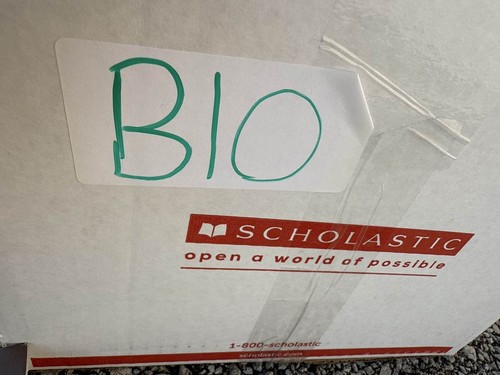 BIO
SCHOLASTIC
open a world of possible
1-800-scholastic
scholastic.com